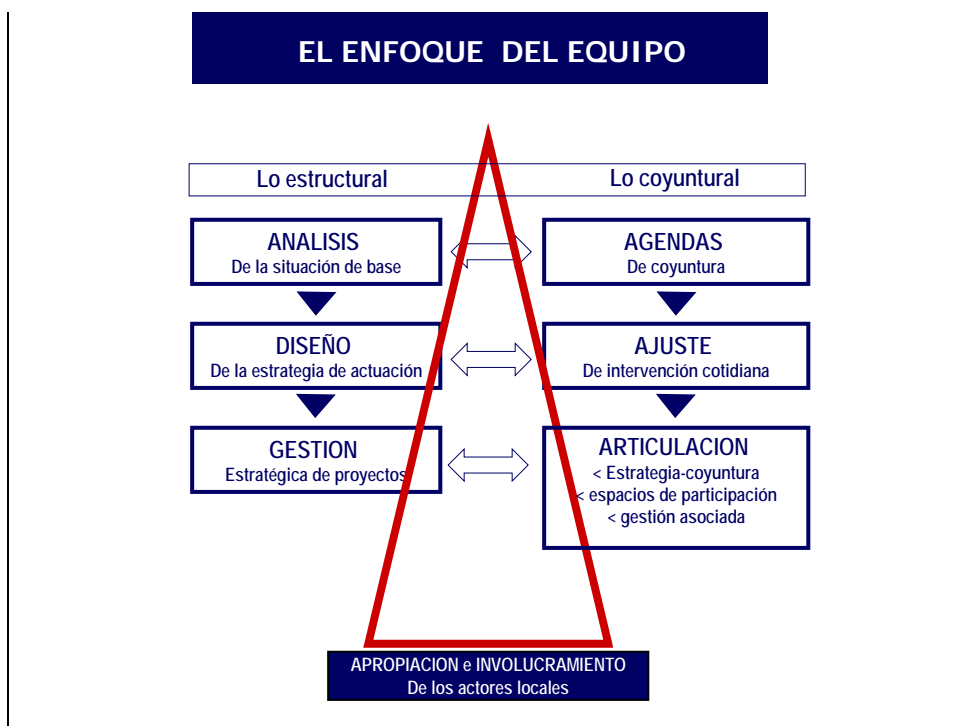 EL ENFOQUE DEL EQUIPO
Lo estructural
Lo coyuntural
ANALISIS
De la situación de base
AGENDAS
De coyuntura
DISEÑO
De la estrategia de actuación
AJUSTE
De intervención cotidiana
GESTION
Estratégica de proyectos
ARTICULACION
< Estrategia-coyuntura
< espacios de participación
< gestión asociada
APROPIACION e INVOLUCRAMIENTO
De los actores locales